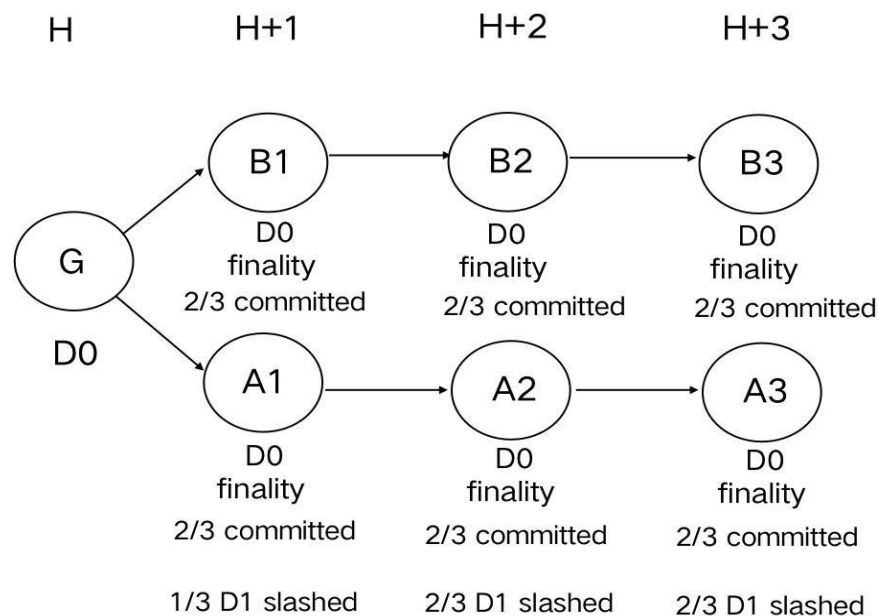 H H+1 H+2 H+3
B1 B2 B3
D0 D0 D0
finality finality finality
2/3 committed 2/3 committed 2/3 committed
G
D0
A1 A2 A3
D0 D0 D0
finality finality finality
2/3 committed 2/3 committed 2/3 committed
1/3 D1 slashed 2/3 D1 slashed 2/3 D1 slashed